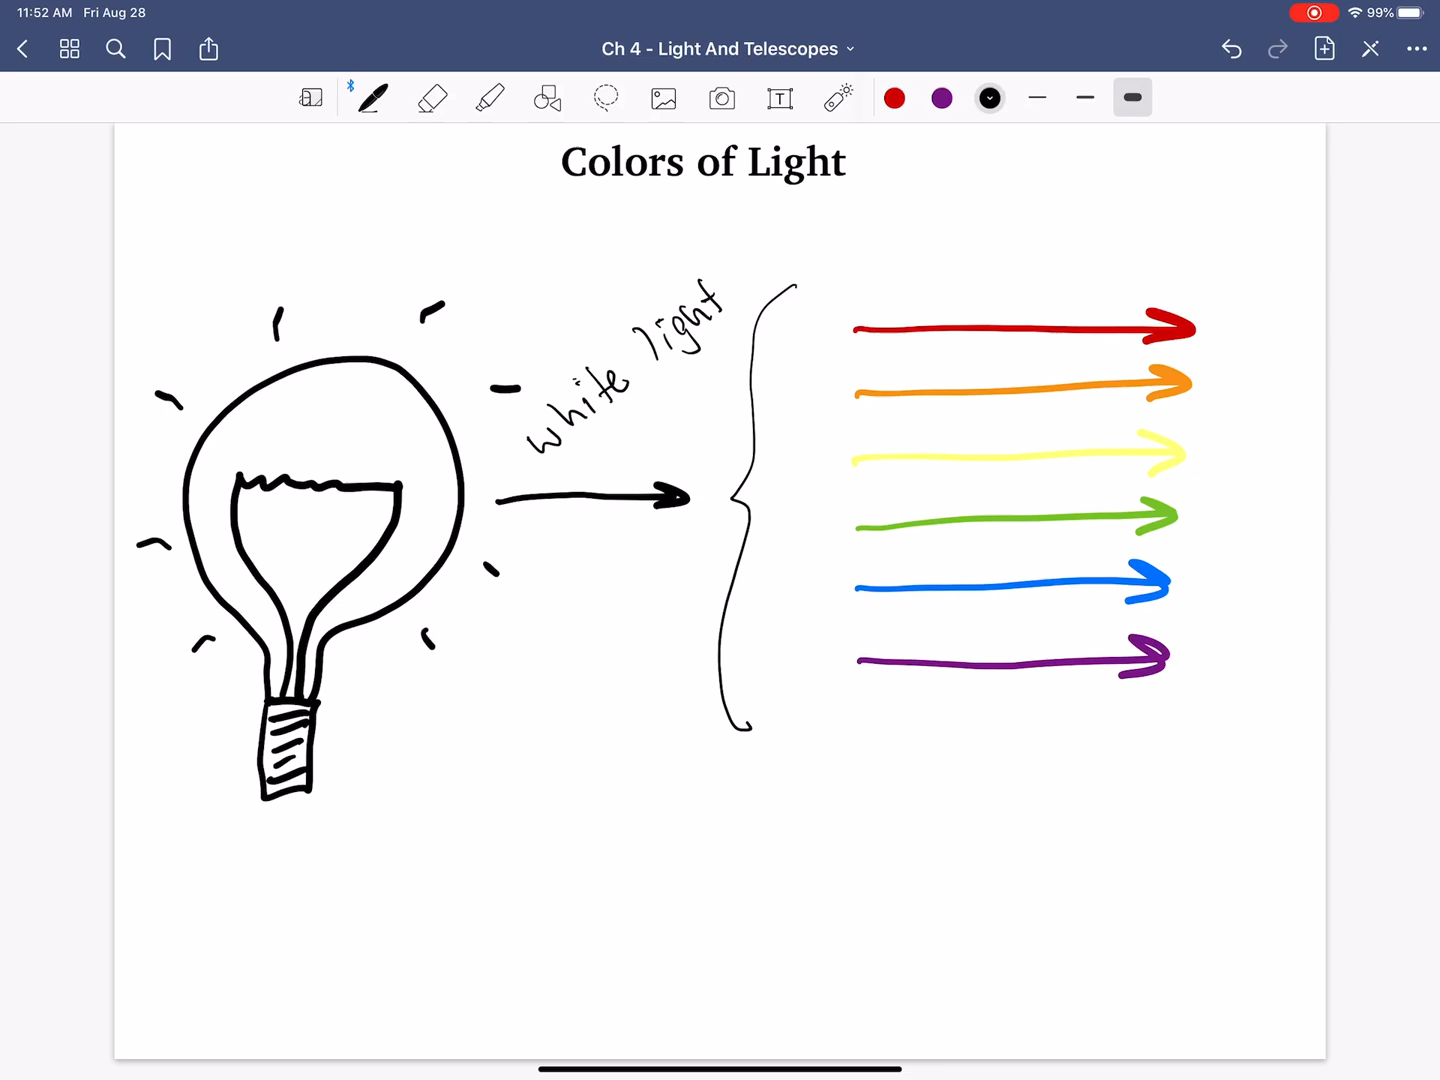 11:52 AM Fri Aug 28
99%
Ch 4 - Light And Telescopes
T
Colors of Light
white light